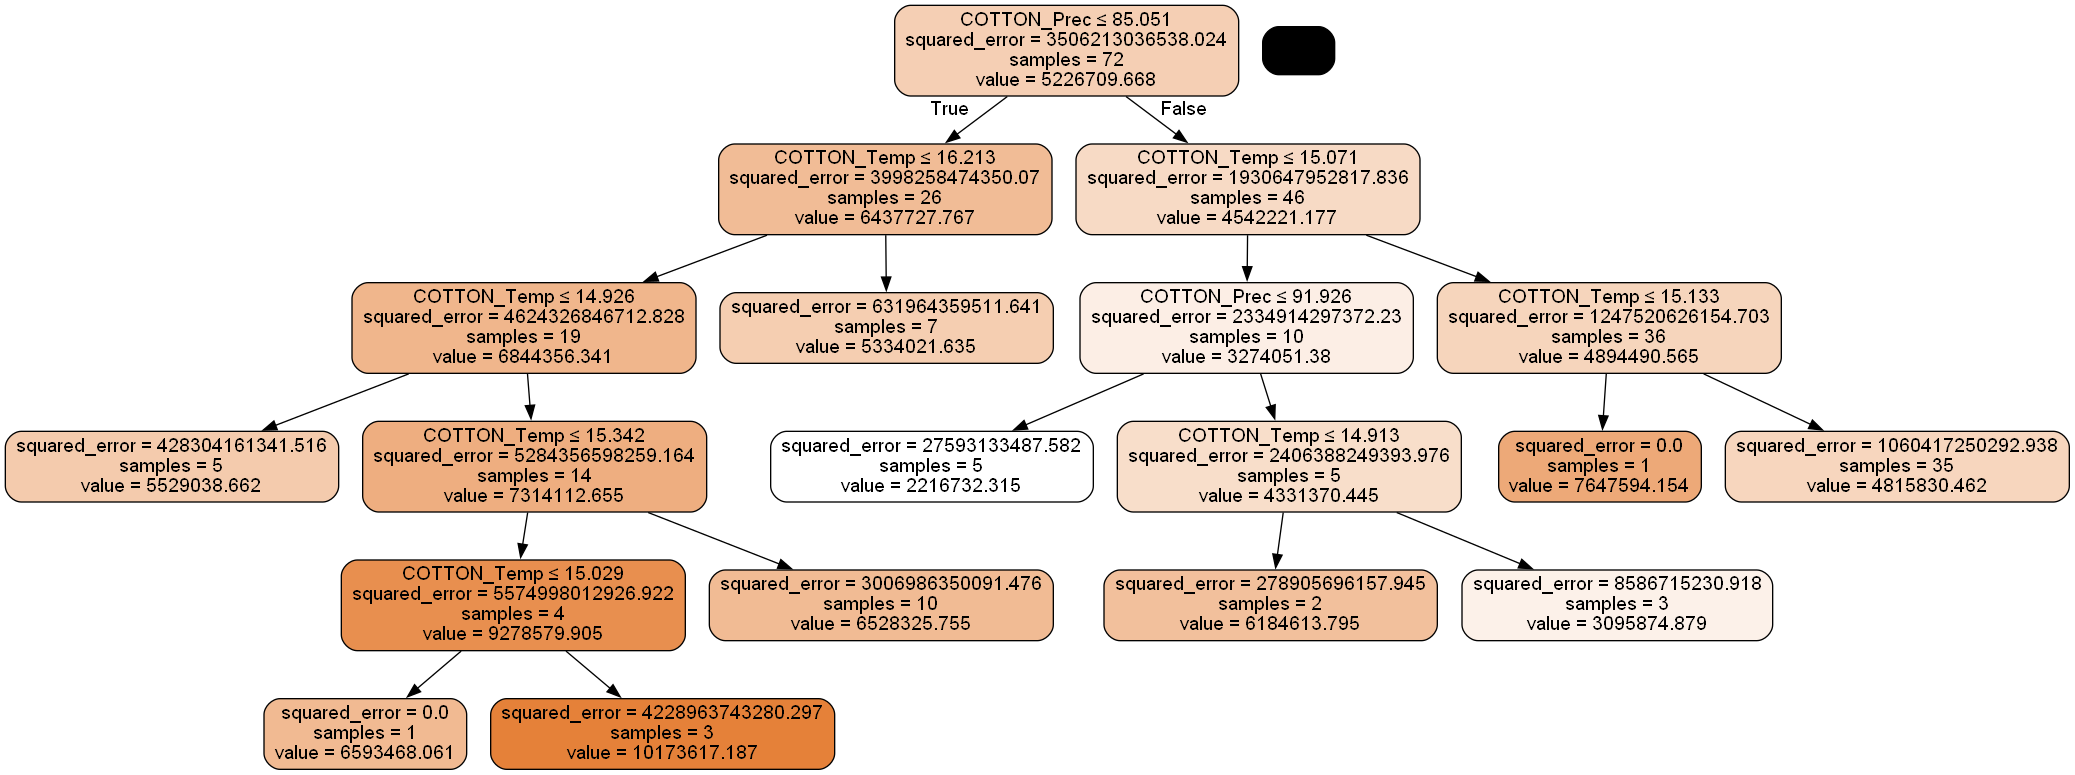 COTTON_Prec ≤ 85.051
squared_error = 3506213036538.024
samples = 72
value = 5226709.668
True
False
COTTON_Temp ≤ 16.213
squared_error = 3998258474350.07
samples = 26
value = 6437727.767
COTTON_Temp ≤ 15.071
squared_error = 1930647952817.836
samples = 46
value = 4542221.177
COTTON_Temp ≤ 14.926
squared_error = 4624326846712.828
samples = 19
value = 6844356.341
squared_error = 631964359511.641
samples = 7
value = 5334021.635
COTTON_Prec ≤ 91.926
squared_error = 2334914297372.23
samples = 10
value = 3274051.38
COTTON_Temp ≤ 15.133
squared_error = 1247520626154.703
samples = 36
value = 4894490.565
squared_error = 428304161341.516
samples = 5
value = 5529038.662
COTTON_Temp ≤ 15.342
squared_error = 5284356598259.164
samples = 14
value = 7314112.655
squared_error = 27593133487.582
samples = 5
value = 2216732.315
COTTON_Temp ≤ 14.913
squared_error = 2406388249393.976
samples = 5
value = 4331370.445
squared_error = 0.0
samples = 1
value = 7647594.154
squared_error = 1060417250292.938
samples = 35
value = 4815830.462
COTTON_Temp ≤ 15.029
squared_error = 5574998012926.922
samples = 4
value = 9278579.905
squared_error = 3006986350091.476
samples = 10
value = 6528325.755
squared_error = 278905696157.945
samples = 2
value = 6184613.795
squared_error = 8586715230.918
samples = 3
value = 3095874.879
squared_error = 0.0
samples = 1
value = 6593468.061
squared_error = 4228963743280.297
samples = 3
value = 10173617.187